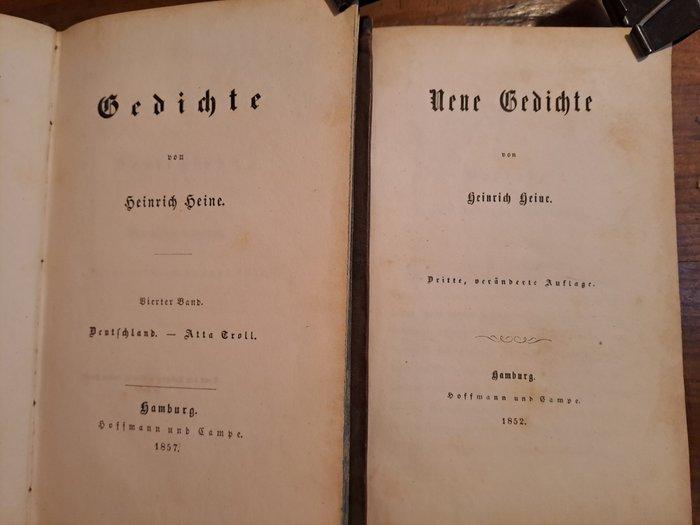 Gedichte
von
Heinrich Heine.
Vierter Band.
Deutschland. — Atta Troll.
Hamburg.
Hoffmann und Campe.
1857.
Neue Gedichte
von
Heinrich Heine.
Dritte, veränderte Auflage.
Hamburg.
Hoffmann und Campe.
1852.